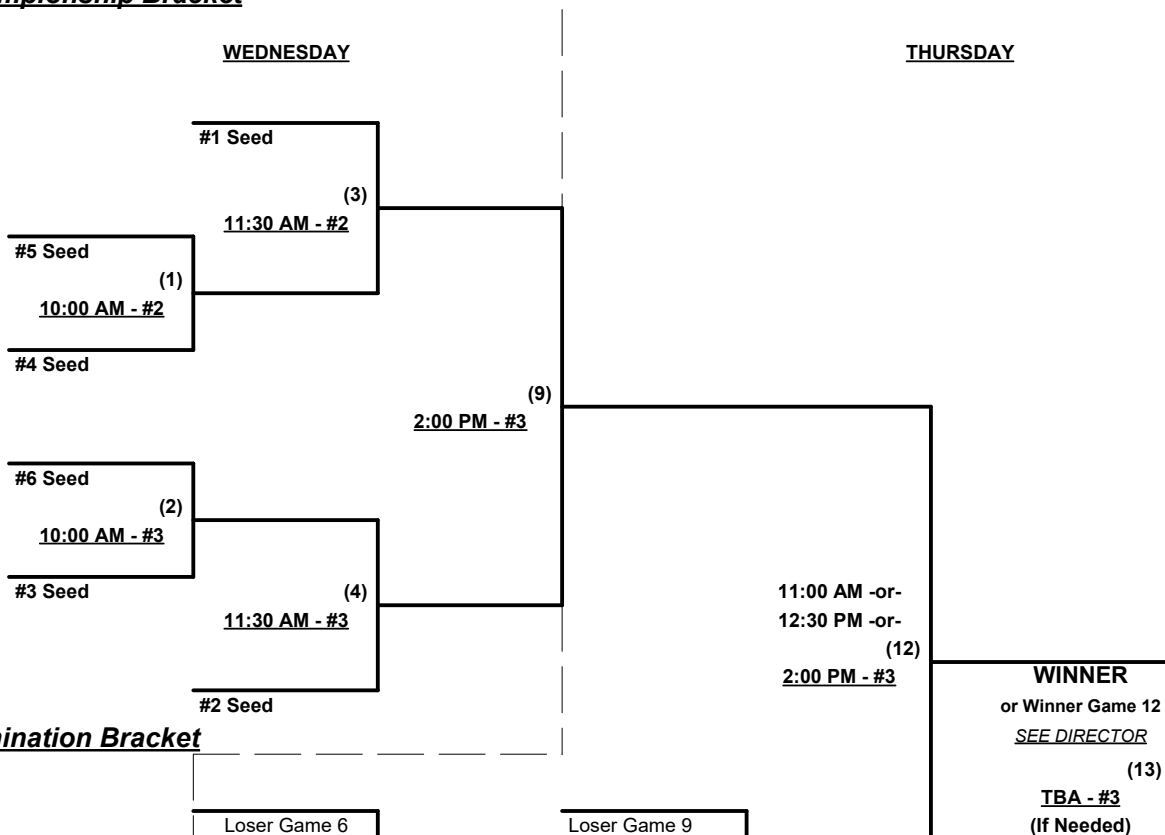 WEDNESDAY
THURSDAY
#1 Seed
(3)
11:30 AM - #2
#5 Seed
(1)
10:00 AM - #2
#4 Seed
(9)
2:00 PM - #3
#6 Seed
(2)
10:00 AM - #3
#3 Seed
(4)
11:30 AM - #3
#2 Seed
11:00 AM -or-
12:30 PM -or-
(12)
2:00 PM - #3
WINNER
or Winner Game 12
SEE DIRECTOR
(13)
TBA - #3
(If Needed)
Bracket
Bracket
Loser Game 6
Loser Game 9